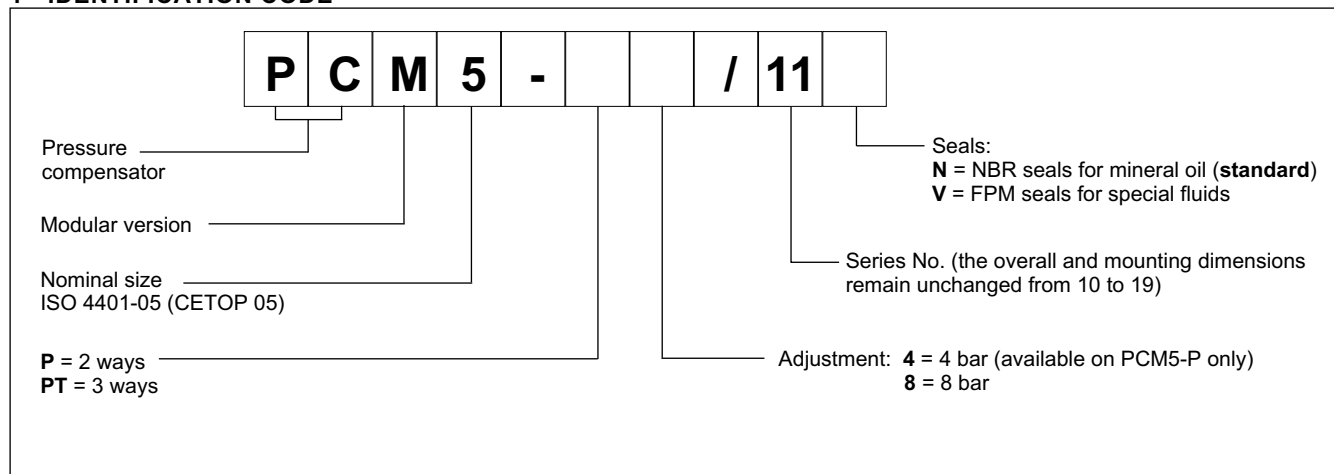 P C M 5 - / 11
Pressure
compensator
Modular version
Nominal size
ISO 4401-05 (CETOP 05)
P = 2 ways
PT = 3 ways
Seals:
N = NBR seals for mineral oil (standard)
V = FPM seals for special fluids
Series No. (the overall and mounting dimensions
remain unchanged from 10 to 19)
Adjustment: 4 = 4 bar (available on PCM5-P only)
8 = 8 bar